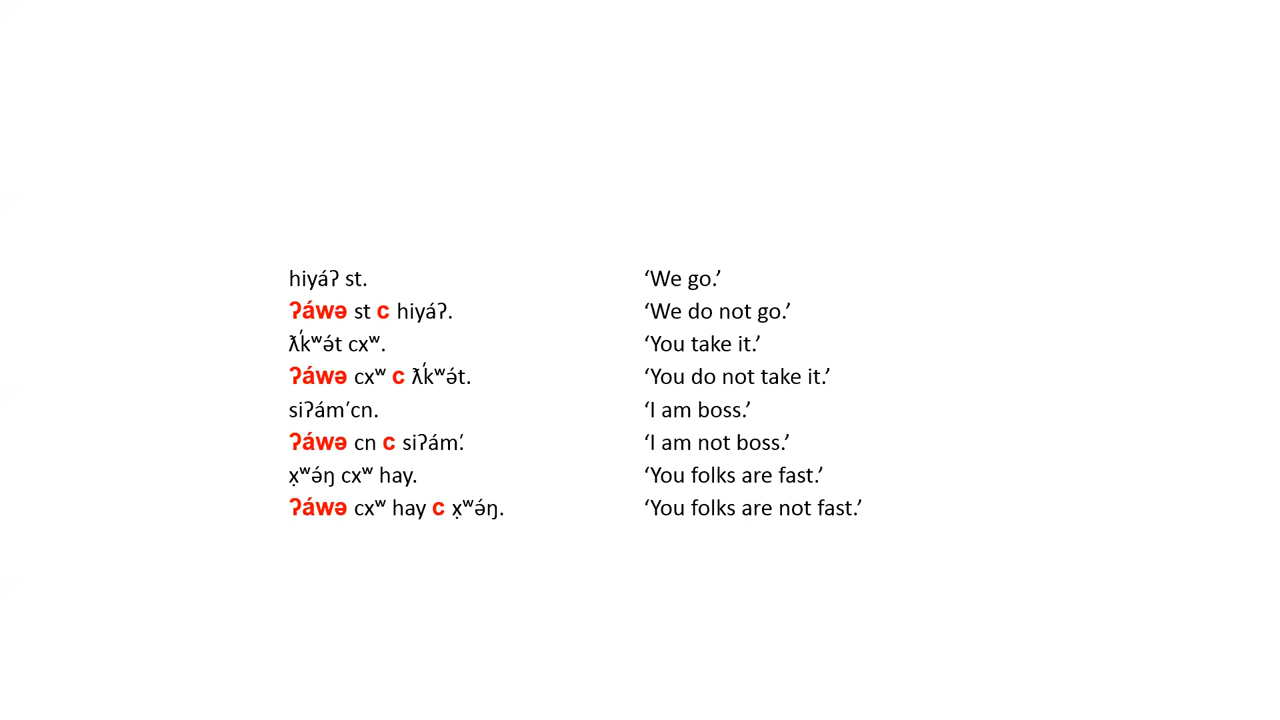 hiyáʔ st. ‘We go.’
ʔáwə st c hiyáʔ. ‘We do not go.’
ƛ̓kʷə́t cxʷ. ‘You take it.’
ʔáwə cxʷ c ƛ̓kʷə́t. ‘You do not take it.’
siʔám̓cn. ‘I am boss.’
ʔáwə cn c siʔám̓. ‘I am not boss.’
x̣ʷə́ŋ cxʷ hay. ‘You folks are fast.’
ʔáwə cxʷ hay c x̣ʷə́ŋ. ‘You folks are not fast.’